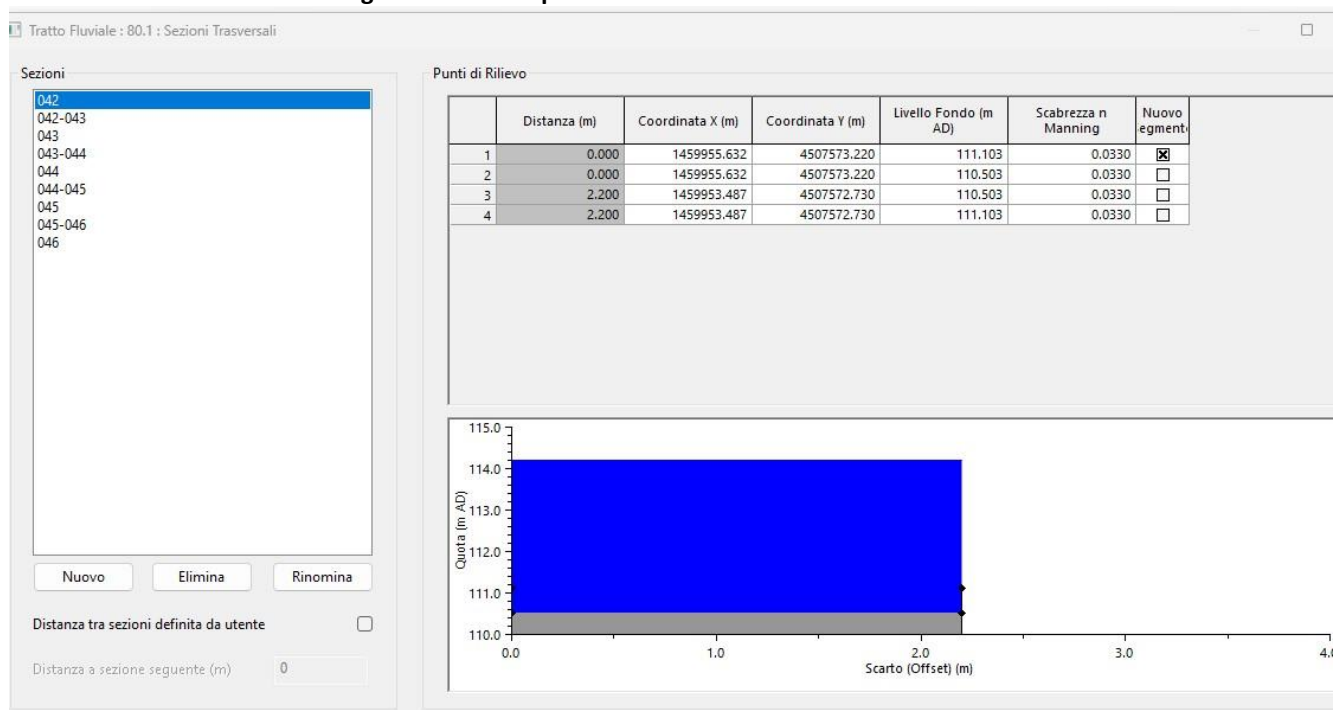 Tratto Fluviale : 80.1 : Sezioni Trasversali
Sezioni
042
042-043
043
043-044
044
044-045
045
045-046
046
Nuovo Elimina Rinomina
Distanza tra sezioni definita da utente
Distanza a sezione seguente (m) 0
Punti di Rilievo
Distanza (m) Coordinata X (m) Coordinata Y (m) Livello Fondo (m AD) Scabrezza n Manning Nuovo egment
1 0.000 1459955.632 4507573.220 111.103 0.0330
2 0.000 1459955.632 4507573.220 110.503 0.0330
3 2.200 1459953.487 4507572.730 110.503 0.0330
4 2.200 1459953.487 4507572.730 111.103 0.0330
115.0
114.0
113.0
112.0
111.0
110.0
Quota (m AD)
0.0 1.0 2.0 3.0 4.0
Scarto (Offset) (m)